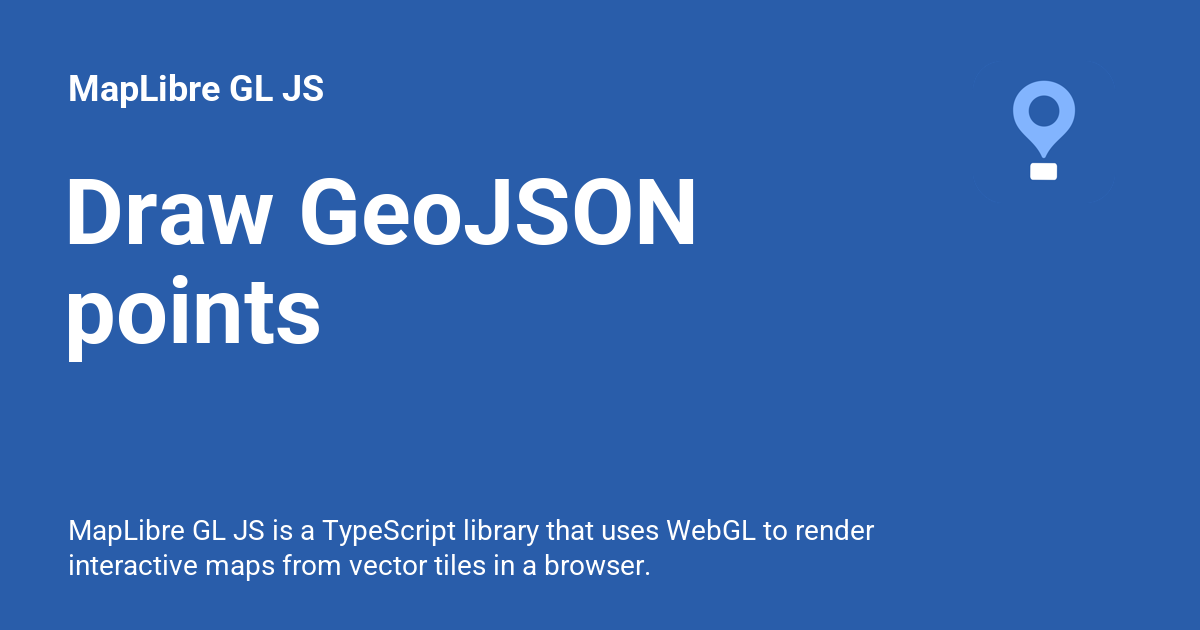 MapLibre GL JS
Draw GeoJSON
points
MapLibre GL JS is a TypeScript library that uses WebGL to render
interactive maps from vector tiles in a browser.